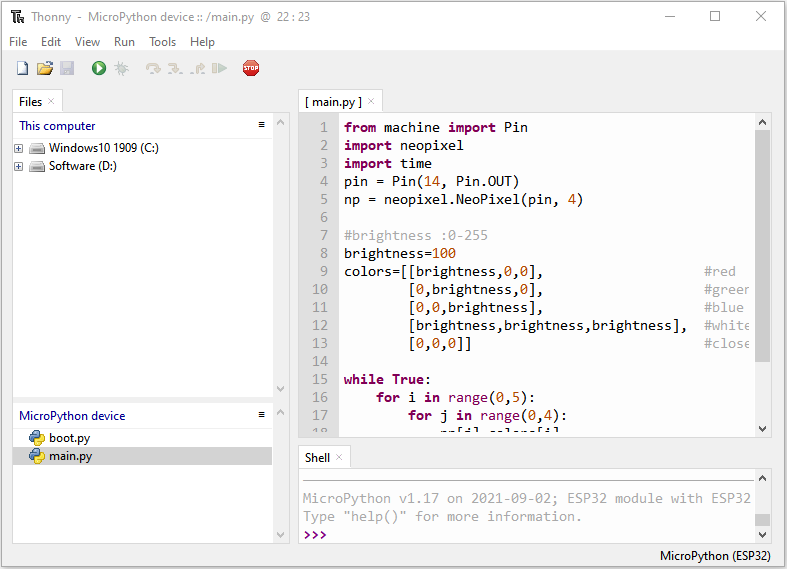 Thonny - MicroPython device :: /main.py @ 22 : 23
File Edit View Run Tools Help
STOP
Files
This computer
Windows10 1909 (C:)
Software (D:)
MicroPython device
boot.py
main.py
[ main.py ]
1 from machine import Pin
2 import neopixel
3 import time
4 pin = Pin(14, Pin.OUT)
5 np = neopixel.NeoPixel(pin, 4)
6
7 #brightness :0-255
8 brightness=100
9 colors=[[brightness,0,0], #red
10 [0,brightness,0], #green
11 [0,0,brightness], #blue
12 [brightness,brightness,brightness], #white
13 [0,0,0]] #close
14
15 while True:
16 for i in range(0,5):
17 for j in range(0,4):
18
Shell
MicroPython v1.17 on 2021-09-02; ESP32 module with ESP32
Type "help()" for more information.
>>>
MicroPython (ESP32)